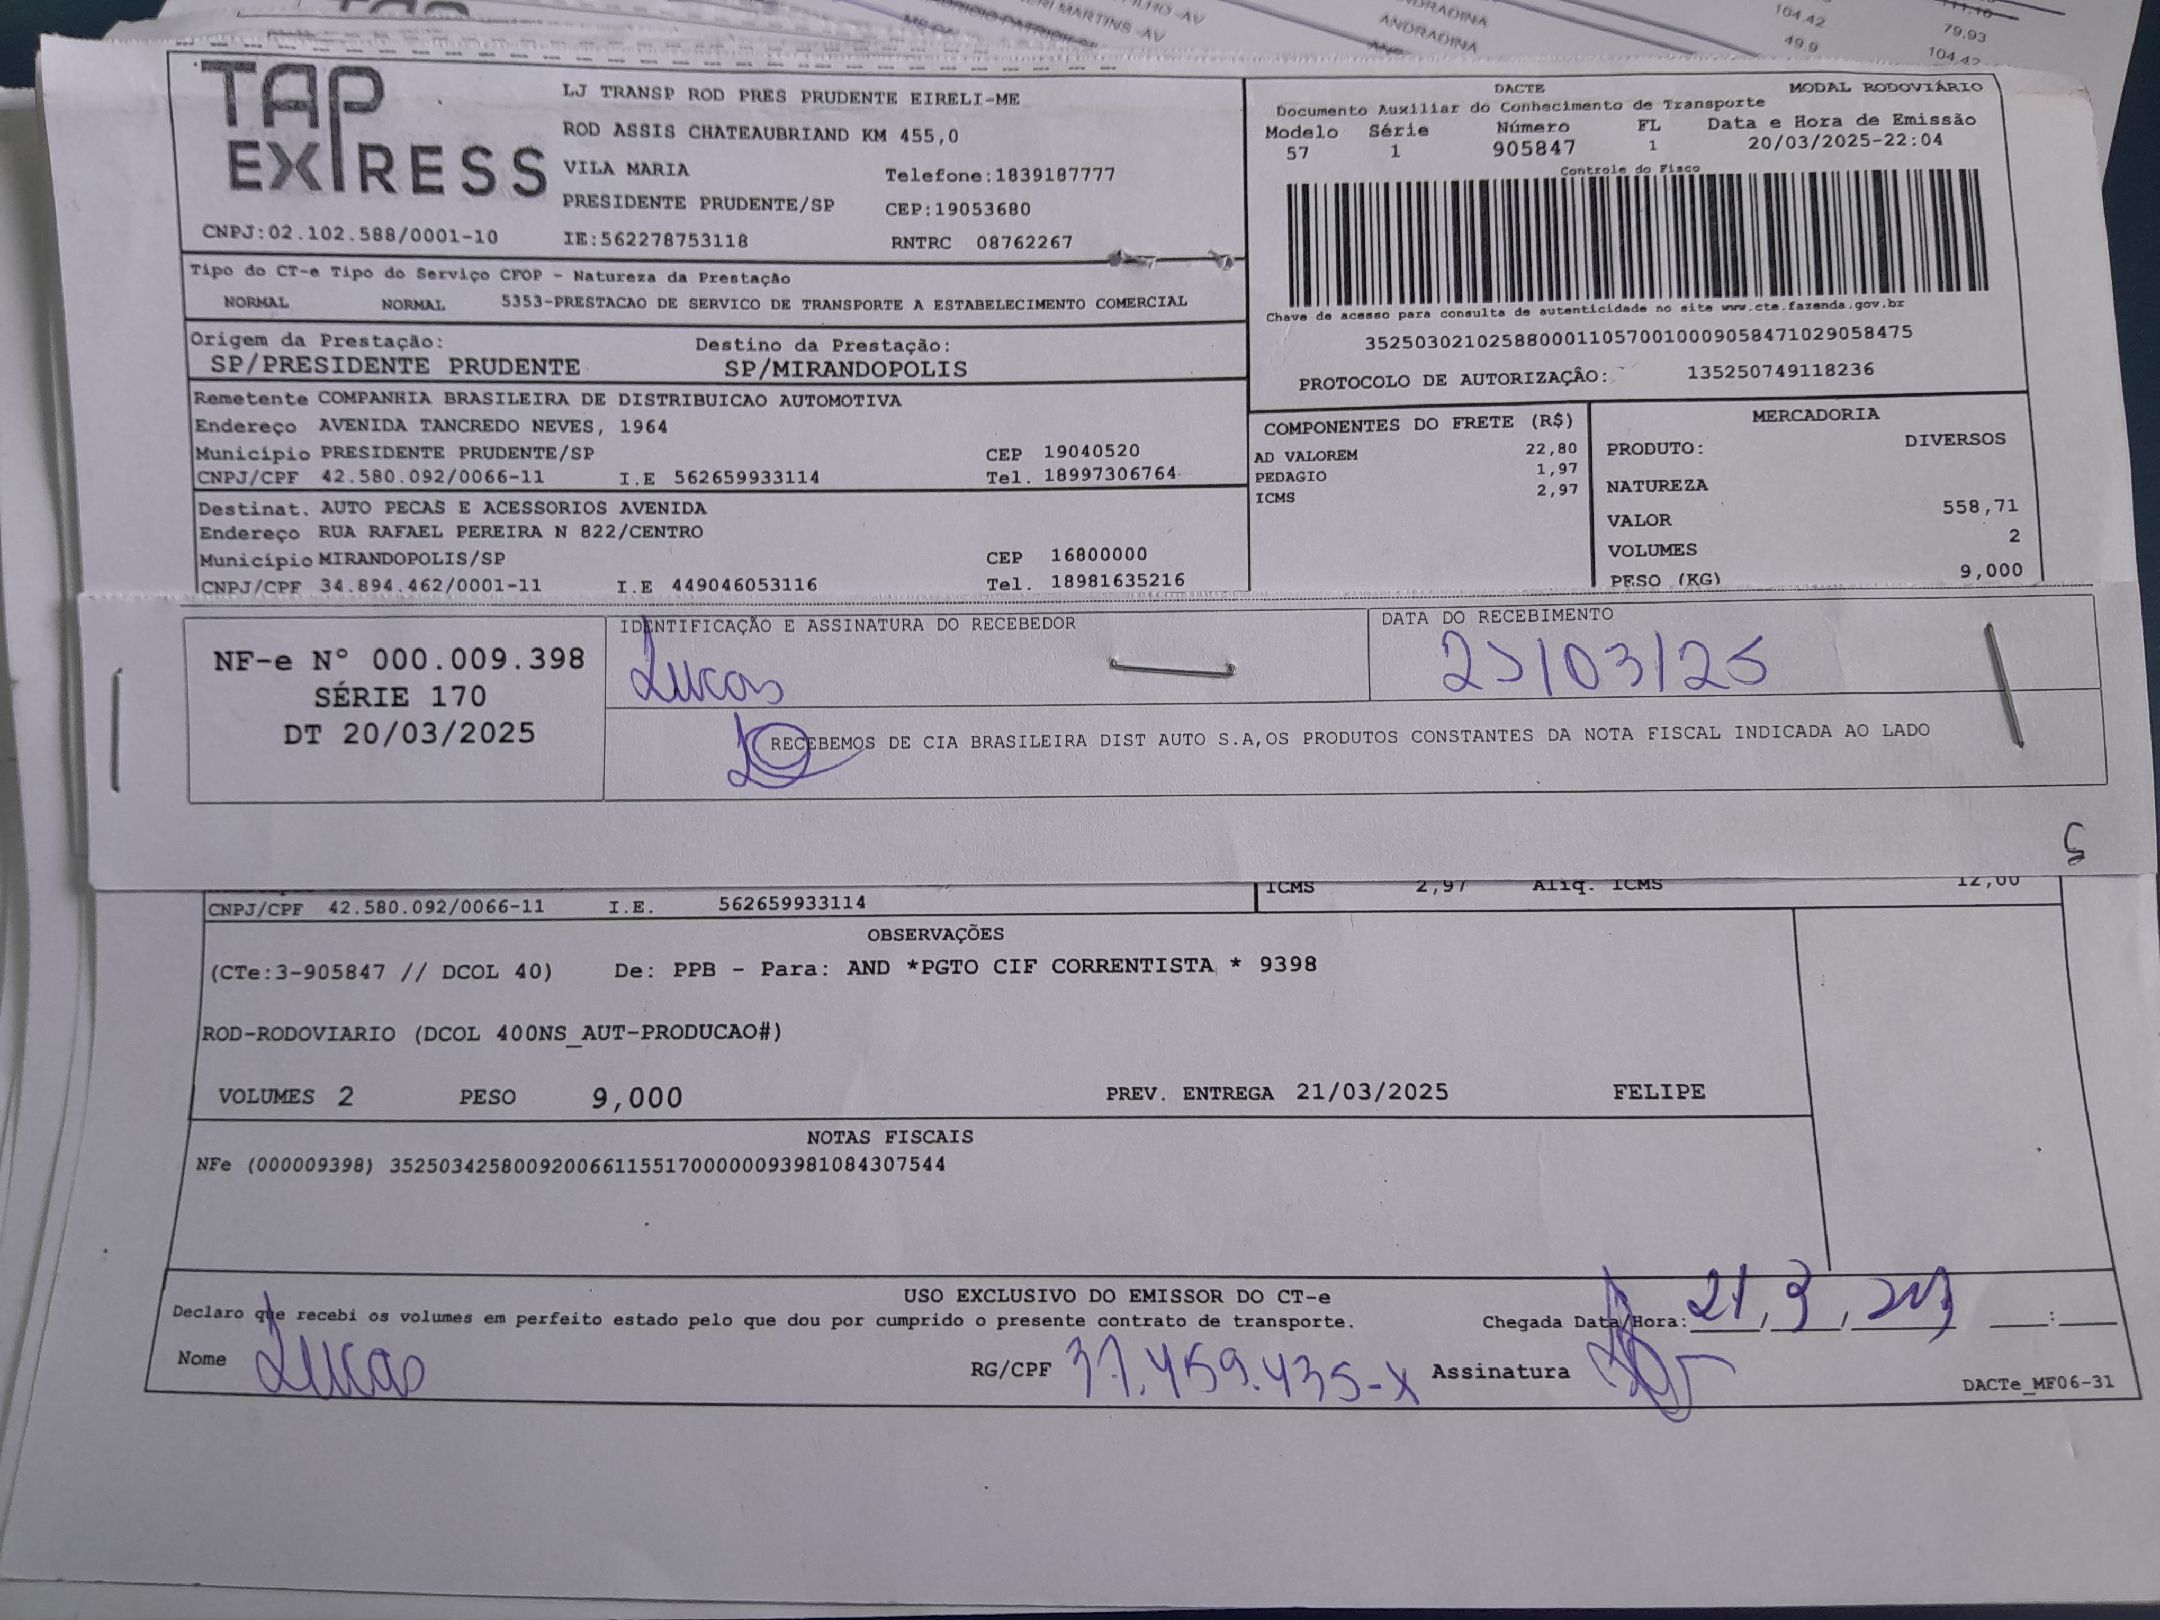 TAP
EXPRESS
LJ TRANSP ROD PRES PRUDENTE EIRELI-ME
ROD ASSIS CHATEAUBRIAND KM 455,0
VILA MARIA Telefone:1839187777
PRESIDENTE PRUDENTE/SP CEP:19053680
CNPJ:02.102.588/0001-10 IE:562278753118 RNTRC 08762267
DACTE MODAL RODOVIÁRIO
Documento Auxiliar do Conhecimento de Transporte
Modelo Série Número FL Data e Hora de Emissão
57 1 905847 1 20/03/2025-22:04
Controle do Fisco
Chave de acesso para consulta de autenticidade no site www.cte.fazenda.gov.br
35250302102588000110570010009058471029058475
PROTOCOLO DE AUTORIZAÇÂO: 135250749118236
Tipo do CT-e Tipo do Serviço CFOP - Natureza da Prestação
NORMAL NORMAL 5353-PRESTACAO DE SERVICO DE TRANSPORTE A ESTABELECIMENTO COMERCIAL
Origem da Prestação: Destino da Prestação:
SP/PRESIDENTE PRUDENTE SP/MIRANDOPOLIS
Remetente COMPANHIA BRASILEIRA DE DISTRIBUICAO AUTOMOTIVA
Endereço AVENIDA TANCREDO NEVES, 1964
Município PRESIDENTE PRUDENTE/SP CEP 19040520
CNPJ/CPF 42.580.092/0066-11 I.E 562659933114 Tel. 18997306764
Destinat. AUTO PECAS E ACESSORIOS AVENIDA
Endereço RUA RAFAEL PEREIRA N 822/CENTRO
Município MIRANDOPOLIS/SP CEP 16800000
CNPJ/CPF 34.894.462/0001-11 I.E 449046053116 Tel. 18981635216
COMPONENTES DO FRETE (R$)
AD VALOREM 22,80
PEDAGIO 1,97
ICMS 2,97
MERCADORIA
PRODUTO: DIVERSOS
NATUREZA
VALOR 558,71
VOLUMES 2
PESO (KG) 9,000
NF-e N° 000.009.398
SÉRIE 170
DT 20/03/2025
IDENTIFICAÇÃO E ASSINATURA DO RECEBEDOR
Lucas
DATA DO RECEBIMENTO
RECEBEMOS DE CIA BRASILEIRA DIST AUTO S.A,OS PRODUTOS CONSTANTES DA NOTA FISCAL INDICADA AO LADO
CNPJ/CPF 42.580.092/0066-11 I.E. 562659933114
ICMS 2,97 Aliq. ICMS 12,00
OBSERVAÇÕES
(CTe:3-905847 // DCOL 40) De: PPB - Para: AND *PGTO CIF CORRENTISTA * 9398
ROD-RODOVIARIO (DCOL 400NS_AUT-PRODUCAO#)
VOLUMES 2 PESO 9,000 PREV. ENTREGA 21/03/2025 FELIPE
NOTAS FISCAIS
NFe (000009398) 35250342580092006611551700000093981084307544
USO EXCLUSIVO DO EMISSOR DO CT-e
Declaro que recebi os volumes em perfeito estado pelo que dou por cumprido o presente contrato de transporte. Chegada Data/Hora: 21/3/
Nome Lucas RG/CPF 37.459.435-X Assinatura
DACTe_MF06-31